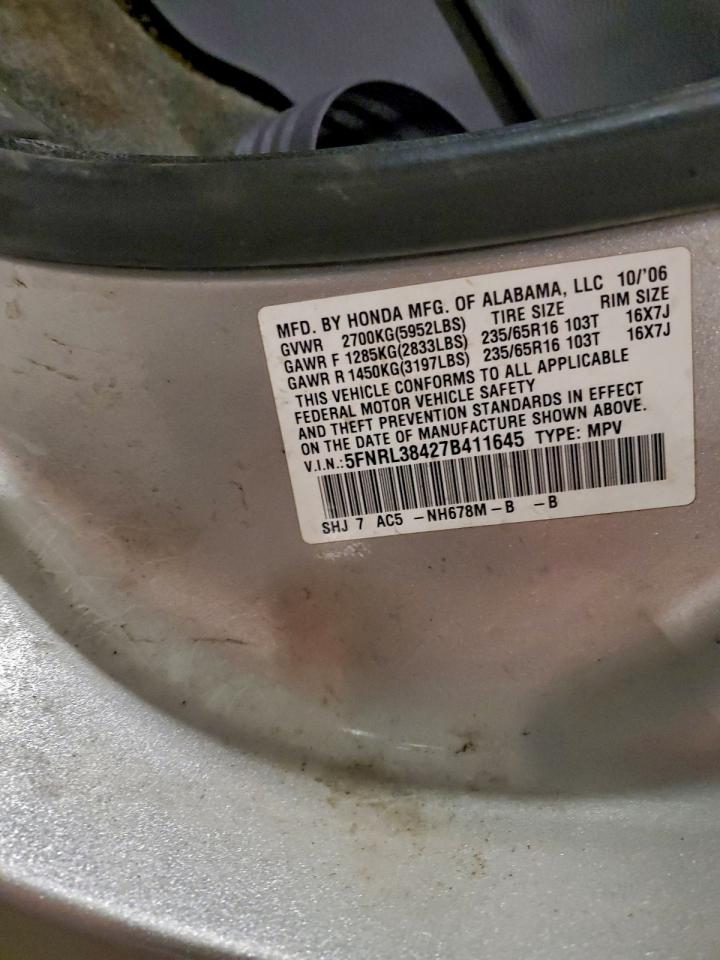 MFD. BY HONDA MFG. OF ALABAMA, LLC 10/'06
GVWR 2700KG(5952LBS) TIRE SIZE RIM SIZE
GAWR F 1285KG(2833LBS) 235/65R16 103T 16X7J
GAWR R 1450KG(3197LBS) 235/65R16 103T 16X7J
THIS VEHICLE CONFORMS TO ALL APPLICABLE
FEDERAL MOTOR VEHICLE SAFETY
AND THEFT PREVENTION STANDARDS IN EFFECT
ON THE DATE OF MANUFACTURE SHOWN ABOVE.
V.I.N.:5FNRL38427B411645 TYPE: MPV
SHJ 7 AC5 -NH678M-B -B